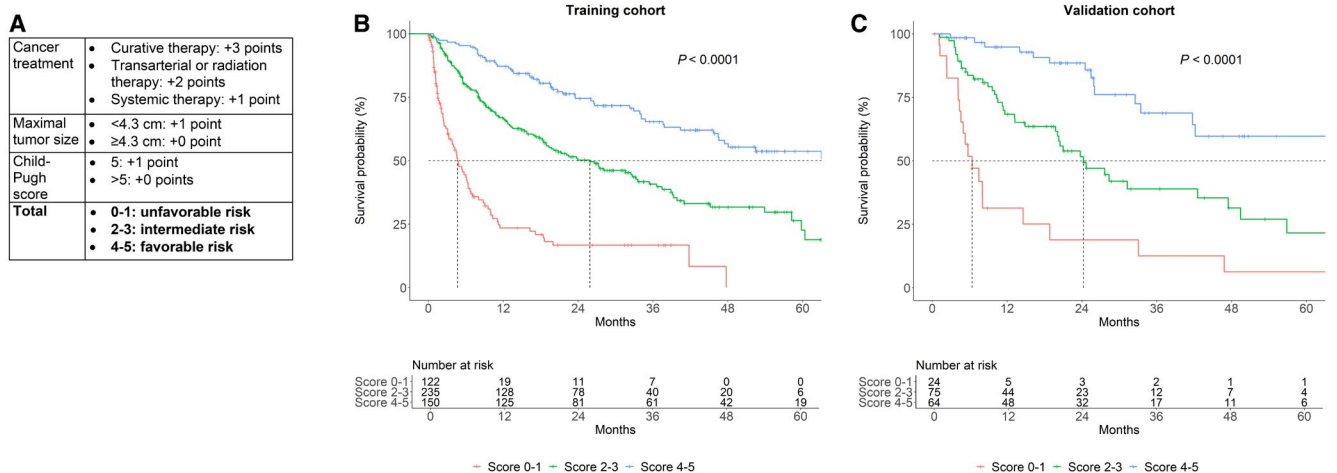 A
Cancer treatment
• Curative therapy: +3 points
• Transarterial or radiation
therapy: +2 points
• Systemic therapy: +1 point
Maximal tumor size
• <4.3 cm: +1 point
• ≥4.3 cm: +0 point
Child-Pugh score
• 5: +1 point
• >5: +0 points
Total
• 0-1: unfavorable risk
• 2-3: intermediate risk
• 4-5: favorable risk
B
Training cohort
Survival probability (%)
100
75
50
25
0
P < 0.0001
0 12 24 36 48 60
Months
Number at risk
Score 0-1 122 19 11 7 0 0
Score 2-3 235 128 78 40 20 6
Score 4-5 150 125 81 61 42 19
0 12 24 36 48 60
Months
Score 0-1 Score 2-3 Score 4-5
C
Validation cohort
Survival probability (%)
100
75
50
25
0
P < 0.0001
0 12 24 36 48 60
Months
Number at risk
Score 0-1 24 5 3 2 1 1
Score 2-3 75 44 23 12 7 4
Score 4-5 64 48 32 17 11 6
0 12 24 36 48 60
Months
Score 0-1 Score 2-3 Score 4-5